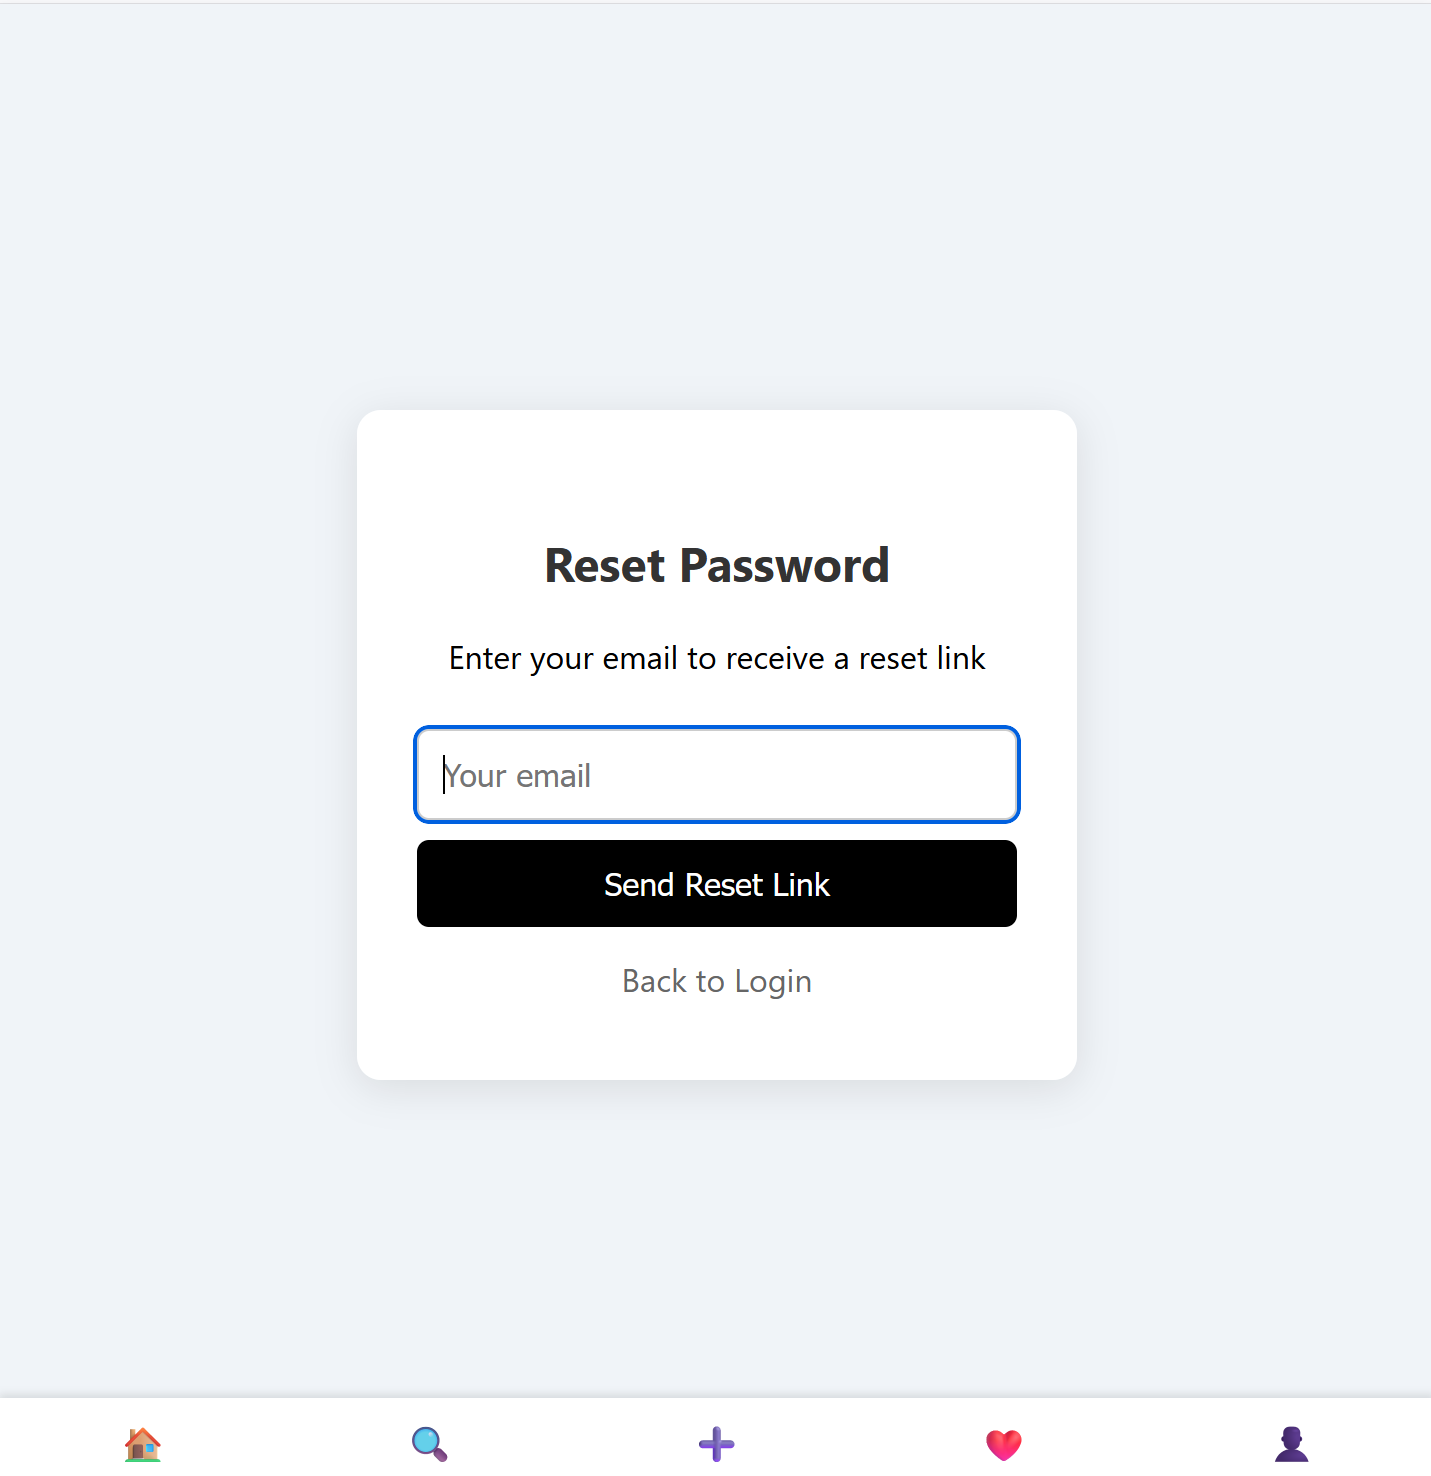 Reset Password
Enter your email to receive a reset link
Your email
Send Reset Link
Back to Login